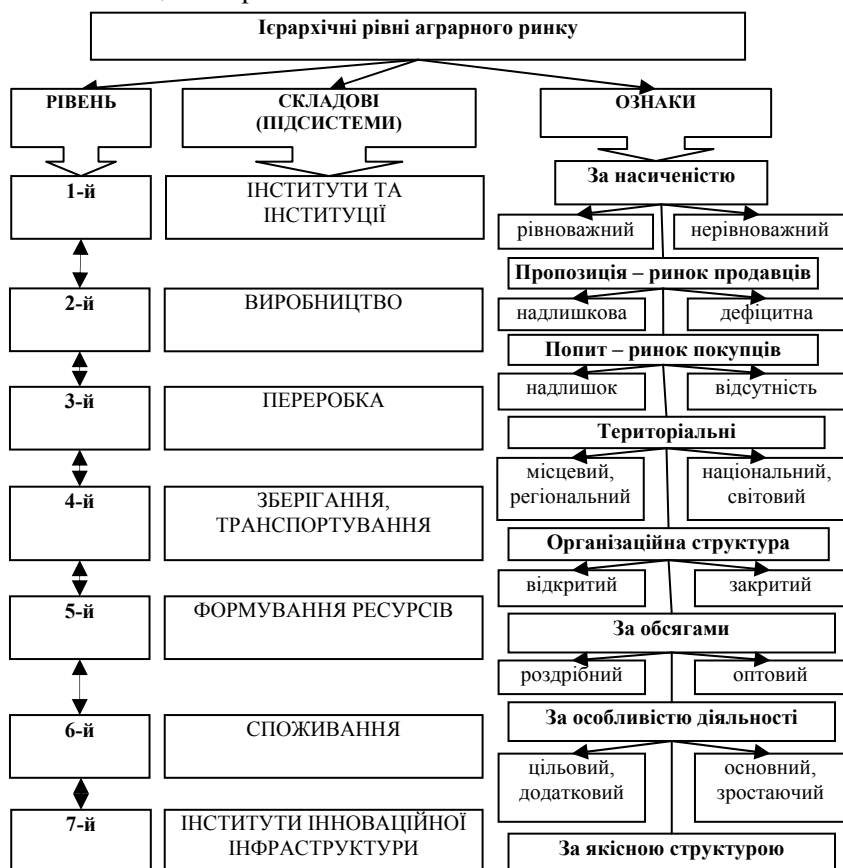 Ієрархічні рівні аграрного ринку
РІВЕНЬ
СКЛАДОВІ
(ПІДСИСТЕМИ)
ОЗНАКИ
1-й
ІНСТИТУТИ ТА
ІНСТИТУЦІЇ
2-й
ВИРОБНИЦТВО
3-й
ПЕРЕРОБКА
4-й
ЗБЕРІГАННЯ,
ТРАНСПОРТУВАННЯ
5-й
ФОРМУВАННЯ РЕСУРСІВ
6-й
СПОЖИВАННЯ
7-й
ІНСТИТУТИ ІННОВАЦІЙНОЇ
ІНФРАСТРУКТУРИ
За насиченістю
рівноважний
нерівноважний
Пропозиція – ринок продавців
надлишкова
дефіцитна
Попит – ринок покупців
надлишок
відсутність
Територіальні
місцевий,
регіональний
національний,
світовий
Організаційна структура
відкритий
закритий
За обсягами
роздрібний
оптовий
За особливістю діяльності
цільовий,
додатковий
основний,
зростаючий
За якісною структурою